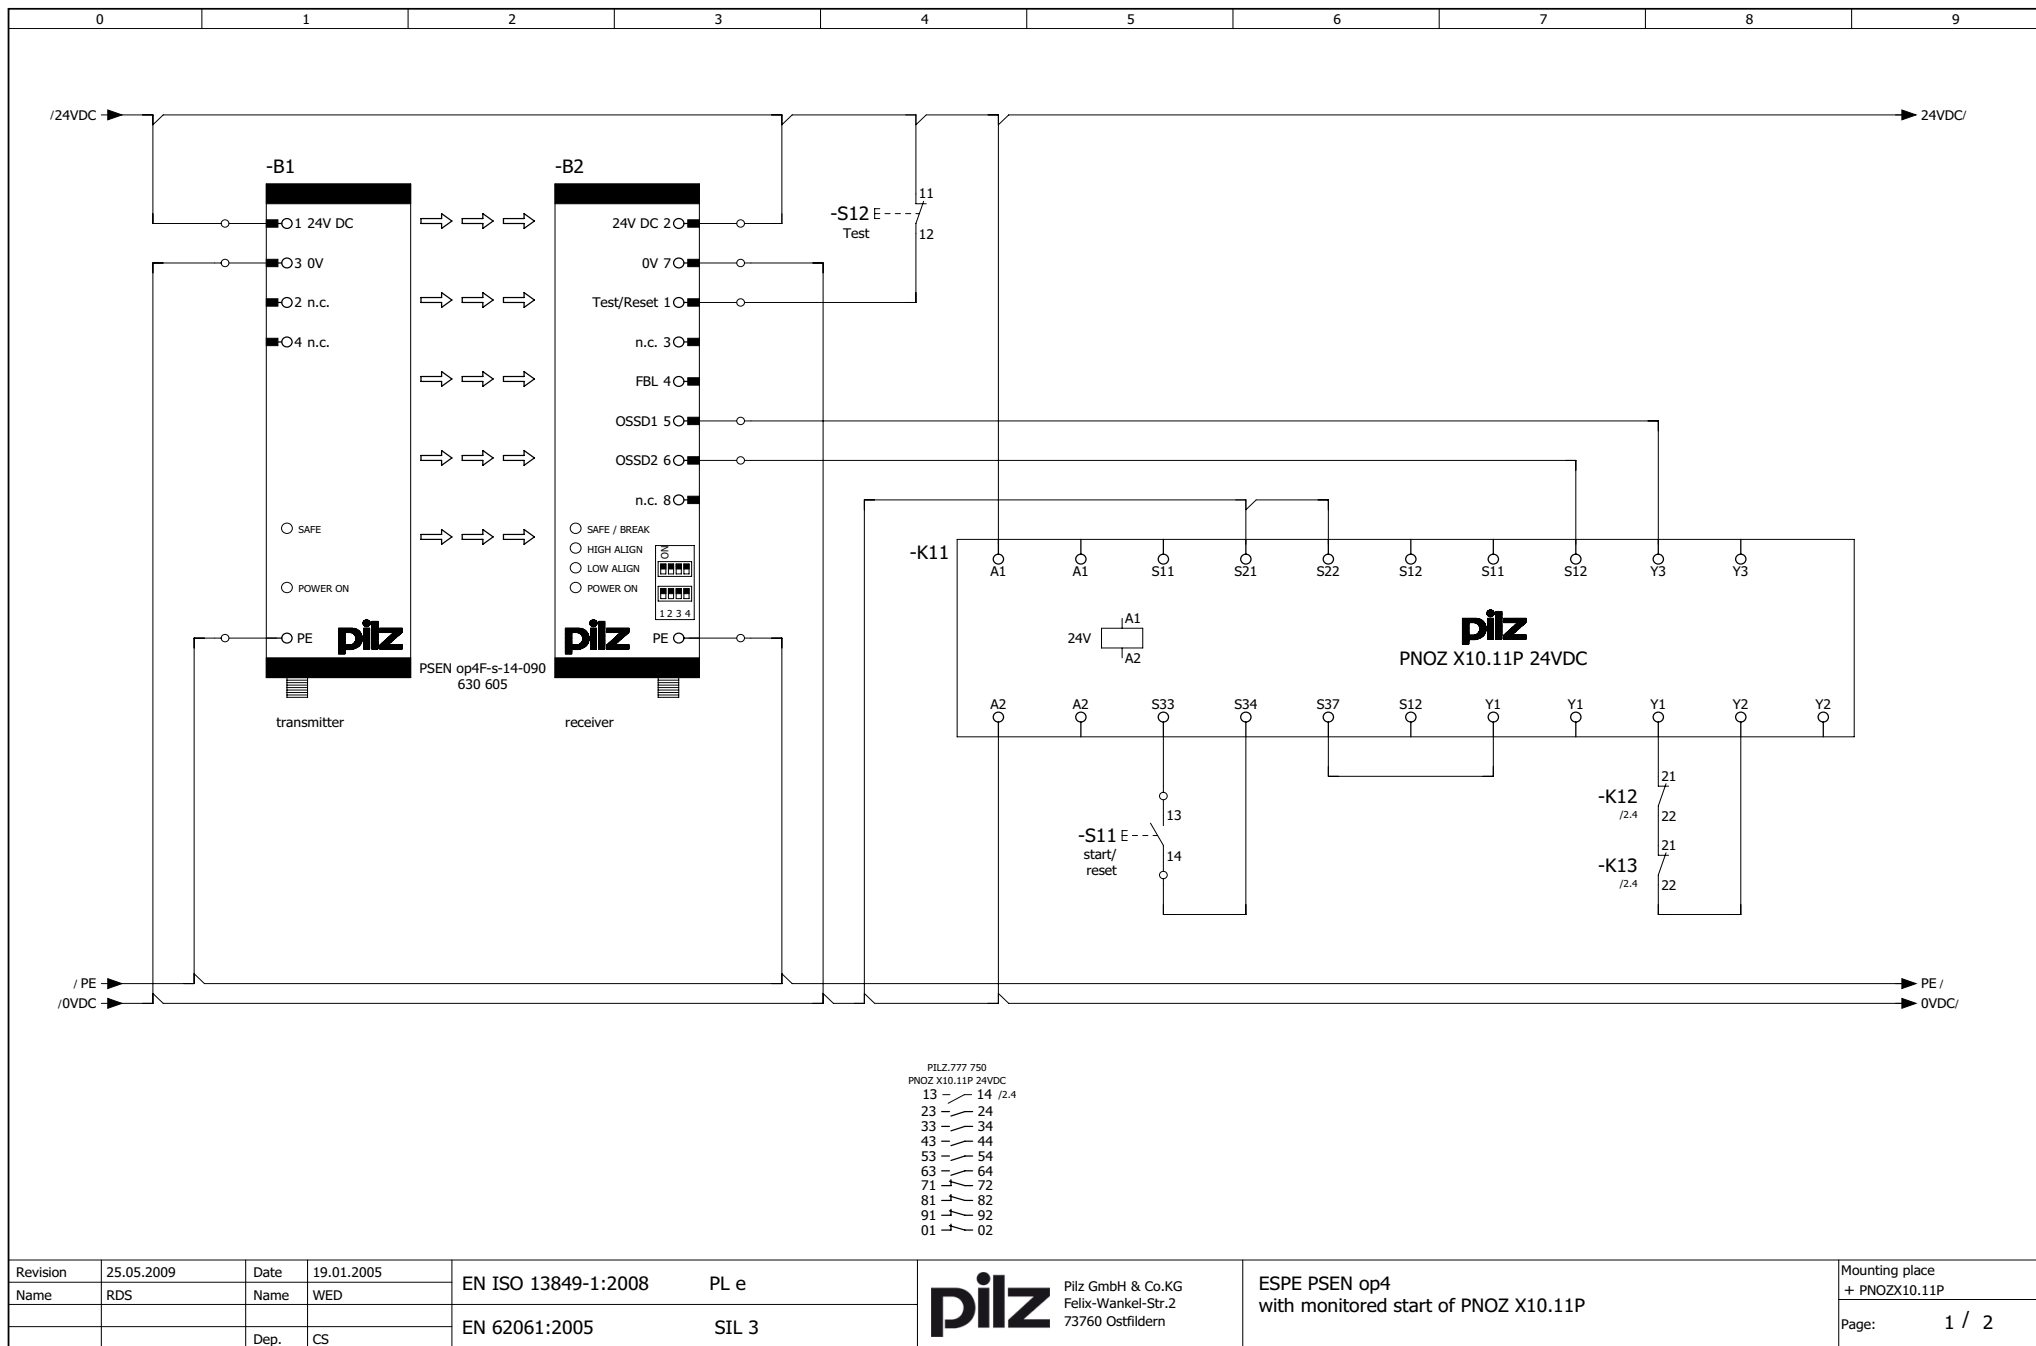 0 1 2 3 4 5 6 7 8 9
/24VDC
24VDC/
-B1
-B2
1 24V DC
3 0V
2 n.c.
4 n.c.
SAFE
POWER ON
PE
pilz
transmitter
24V DC 2
0V 7
Test/Reset 1
n.c. 3
FBL 4
OSSD1 5
OSSD2 6
n.c. 8
SAFE / BREAK
HIGH ALIGN
LOW ALIGN
POWER ON
ON
1 2 3 4
pilz
PE
PSEN op4F-s-14-090
630 605
receiver
11
-S12
Test
12
-K11
A1 A1 S11 S21 S22 S12 S11 S12 Y3 Y3
24V
A1
A2
pilz
PNOZ X10.11P 24VDC
A2 A2 S33 S34 S37 S12 Y1 Y1 Y1 Y2 Y2
13
-S11
start/
reset
14
21
-K12
/2.4
22
21
-K13
/2.4
22
/ PE
PE /
/0VDC
0VDC/
PILZ.777 750
PNOZ X10.11P 24VDC
13 14 /2.4
23 24
33 34
43 44
53 54
63 64
71 72
81 82
91 92
01 02
Revision 25.05.2009 Date 19.01.2005
Name RDS Name WED
Dep. CS
EN ISO 13849-1:2008 PL e
EN 62061:2005 SIL 3
pilz
Pilz GmbH & Co.KG
Felix-Wankel-Str.2
73760 Ostfildern
ESPE PSEN op4
with monitored start of PNOZ X10.11P
Mounting place
+ PNOZX10.11P
Page: 1 / 2